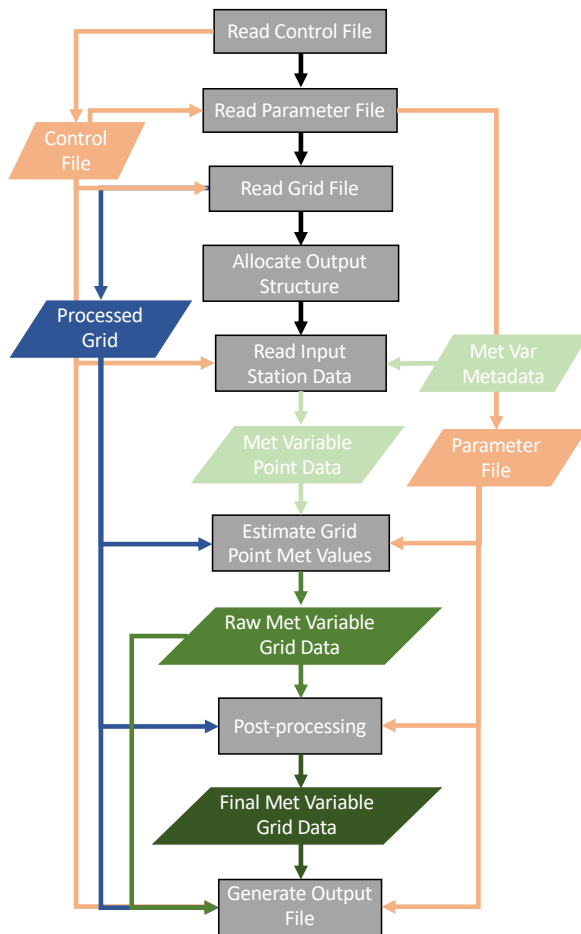 Read Control File
Read Parameter File
Control
File
Read Grid File
Allocate Output
Structure
Processed
Grid
Read Input
Station Data
Met Var
Metadata
Met Variable
Point Data
Parameter
File
Estimate Grid
Point Met Values
Raw Met Variable
Grid Data
Post-processing
Final Met Variable
Grid Data
Generate Output
File